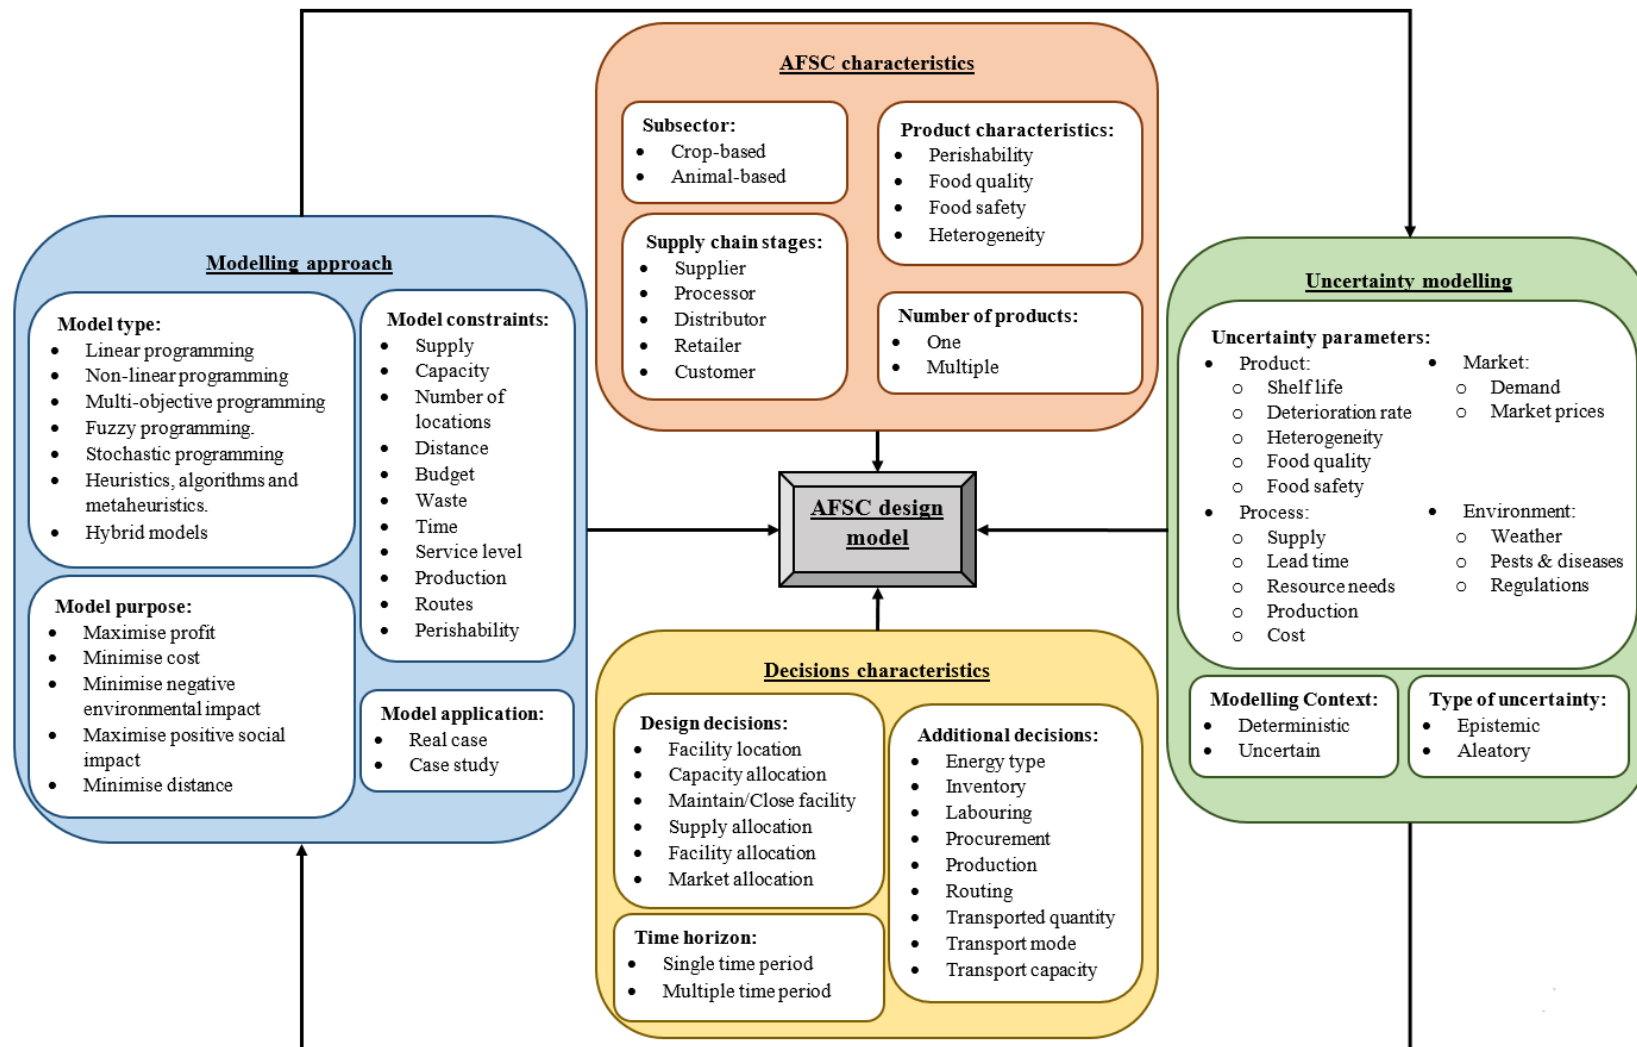 AFSC characteristics
Subsector:
• Crop-based
• Animal-based
Product characteristics:
• Perishability
• Food quality
• Food safety
• Heterogeneity
Supply chain stages:
• Supplier
• Processor
• Distributor
• Retailer
• Customer
Number of products:
• One
• Multiple
Modelling approach
Model type:
• Linear programming
• Non-linear programming
• Multi-objective programming
• Fuzzy programming.
• Stochastic programming
• Heuristics, algorithms and
metaheuristics.
• Hybrid models
Model constraints:
• Supply
• Capacity
• Number of
locations
• Distance
• Budget
• Waste
• Time
• Service level
• Production
• Routes
• Perishability
Model purpose:
• Maximise profit
• Minimise cost
• Minimise negative
environmental impact
• Maximise positive social
impact
• Minimise distance
Model application:
• Real case
• Case study
AFSC design
model
Uncertainty modelling
Uncertainty parameters:
• Product:
o Shelf life
o Deterioration rate
o Heterogeneity
o Food quality
o Food safety
• Market:
o Demand
o Market prices
• Process:
o Supply
o Lead time
o Resource needs
o Production
o Cost
• Environment:
o Weather
o Pests & diseases
o Regulations
Modelling Context:
• Deterministic
• Uncertain
Type of uncertainty:
• Epistemic
• Aleatory
Decisions characteristics
Design decisions:
• Facility location
• Capacity allocation
• Maintain/Close facility
• Supply allocation
• Facility allocation
• Market allocation
Additional decisions:
• Energy type
• Inventory
• Labouring
• Procurement
• Production
• Routing
• Transported quantity
• Transport mode
• Transport capacity
Time horizon:
• Single time period
• Multiple time period